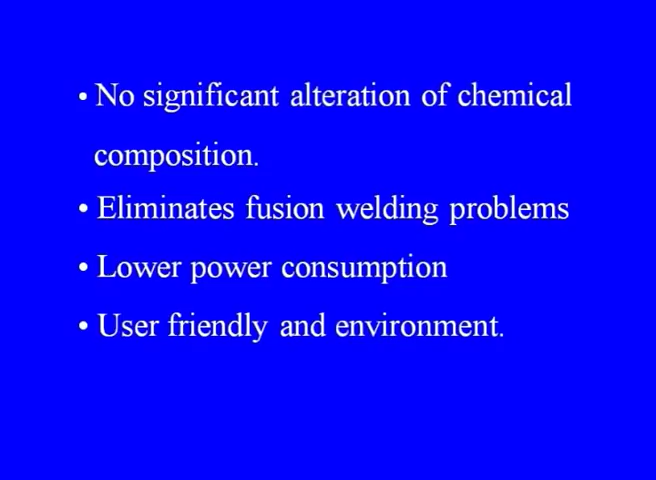 • No significant alteration of chemical
composition.
• Eliminates fusion welding problems
• Lower power consumption
• User friendly and environment.